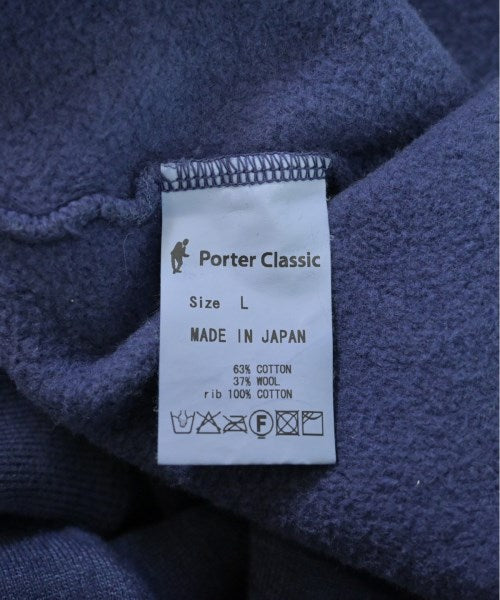 Porter Classic
Size L
MADE IN JAPAN
63% COTTON
37% WOOL
rib 100% COTTON
F